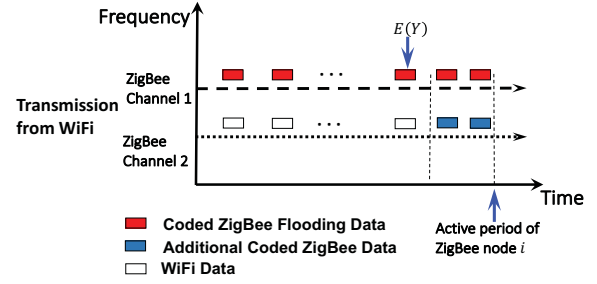 Frequency
E(Y)
ZigBee
Channel 1
...
Transmission
from WiFi
ZigBee
Channel 2
...
Time
Coded ZigBee Flooding Data
Additional Coded ZigBee Data
WiFi Data
Active period of
ZigBee node i